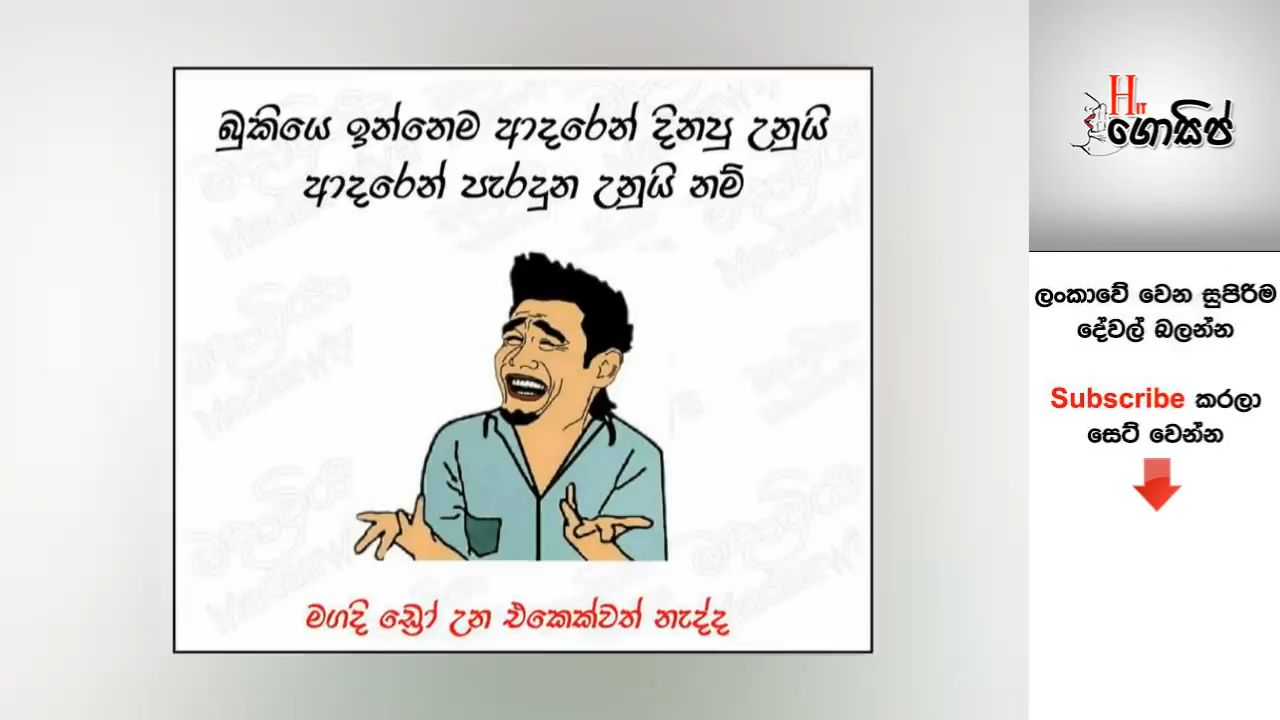 බුකියෙ ඉන්නෙම ආදරෙන් දිනපු උනුයි
ආදරෙන් පැරදුන උනුයි නම්
මගදි ඩ්‍රෝ උන එකෙක්වත් නැද්ද
Hit
ගොසිප්
ලංකාවේ වෙන සුපිරිම
දේවල් බලන්න
Subscribe කරලා
සෙට් වෙන්න